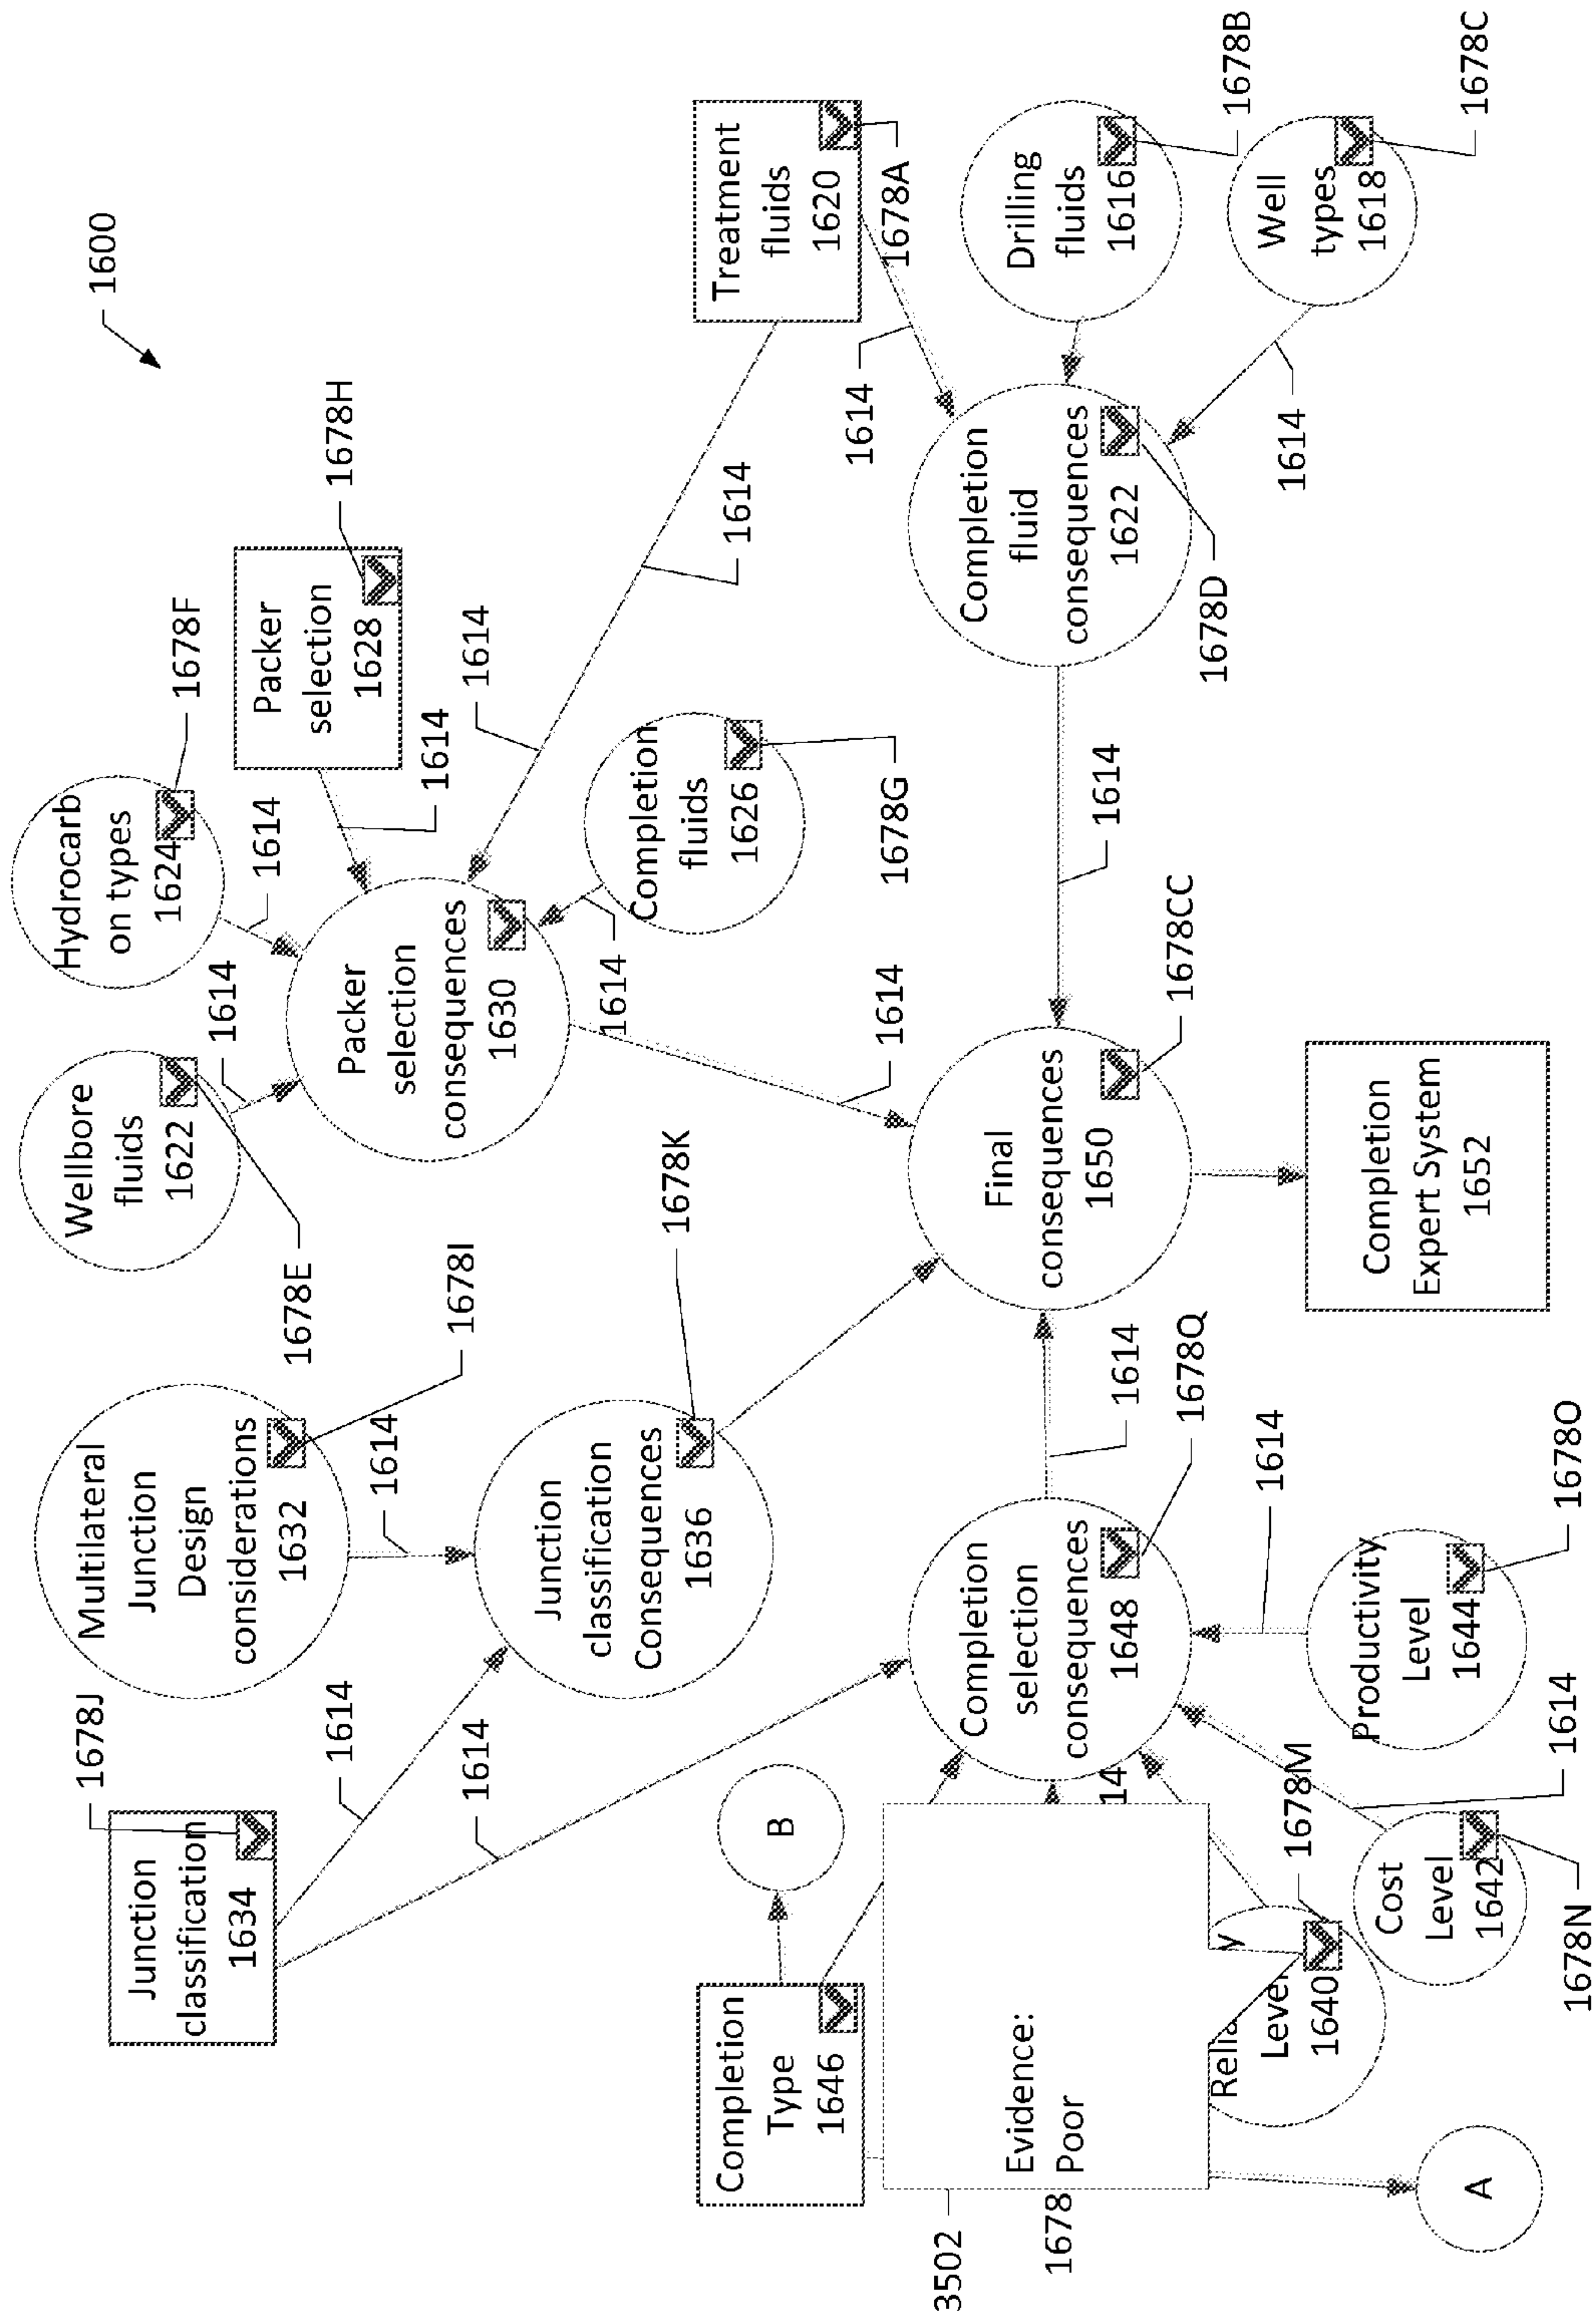 1600
Junction
classification
1634
1678J
Multilateral
Junction
Design
considerations
1632
1678I
Wellbore
fluids
1622
1678E
Hydrocarb
on types
1624
1678F
Packer
selection
1628
1678H
1614
1614
1614
1614
1614
1614
Packer
selection
consequences
1630
1614
1614
Junction
classification
Consequences
1636
1678K
Completion
fluids
1626
1678G
1614
1614
Treatment
fluids
1620
1678A
Completion
Type
1646
B
3502
Evidence:
Poor
1678
14
Completion
selection
consequences
1648
1678Q
1614
Final
consequences
1650
1678CC
1614
1614
Completion
fluid
consequences
1622
1678D
1614
Drilling
fluids
1616
1678B
Well
types
1618
1678C
1614
Relia
y
Level
1640
1678M
Cost
Level
1642
1678N
1614
Productivity
Level
1644
1678O
1614
Completion
Expert System
1652
A